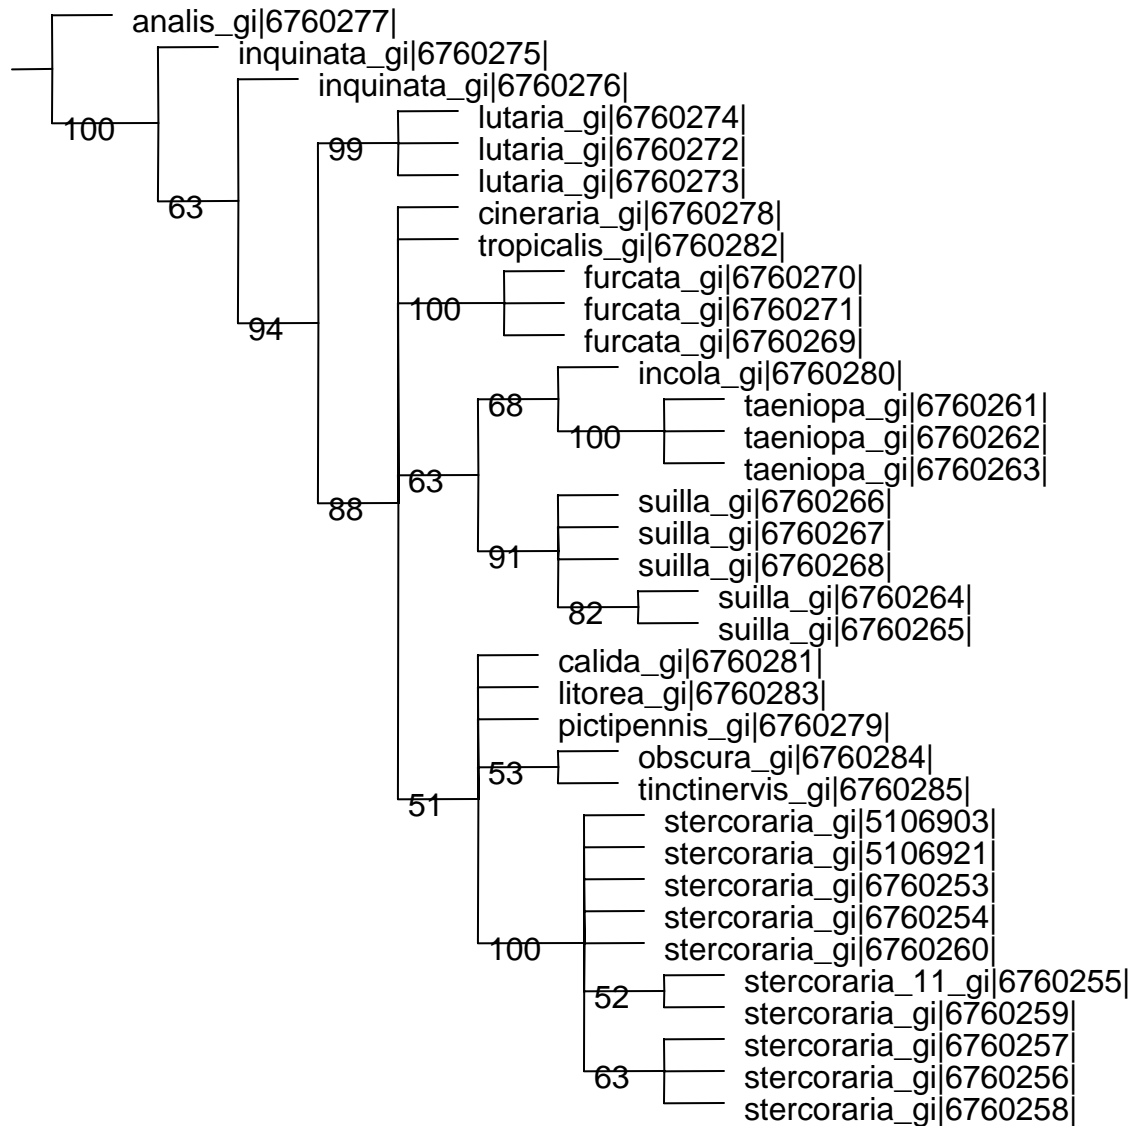 analis_gi|6760277|
inquinata_gi|6760275|
inquinata_gi|6760276|
100
lutaria_gi|6760274|
99
lutaria_gi|6760272|
lutaria_gi|6760273|
63
cineraria_gi|6760278|
tropicalis_gi|6760282|
furcata_gi|6760270|
100
furcata_gi|6760271|
94
furcata_gi|6760269|
incola_gi|6760280|
68
taeniopa_gi|6760261|
100
taeniopa_gi|6760262|
taeniopa_gi|6760263|
63
suilla_gi|6760266|
88
suilla_gi|6760267|
91
suilla_gi|6760268|
suilla_gi|6760264|
82
suilla_gi|6760265|
calida_gi|6760281|
litorea_gi|6760283|
pictipennis_gi|6760279|
obscura_gi|6760284|
53
tinctinervis_gi|6760285|
51
stercoraria_gi|5106903|
stercoraria_gi|5106921|
stercoraria_gi|6760253|
stercoraria_gi|6760254|
100
stercoraria_gi|6760260|
stercoraria_11_gi|6760255|
52
stercoraria_gi|6760259|
stercoraria_gi|6760257|
63
stercoraria_gi|6760256|
stercoraria_gi|6760258|